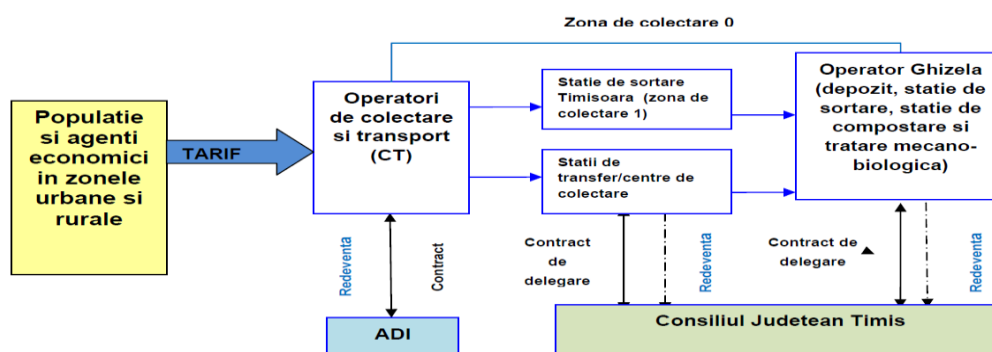 Zona de colectare 0
Populatie
si agenti
economici
in zonele
urbane si
rurale
TARIF
Operatori
de colectare
si transport
(CT)
Statie de sortare
Timisoara (zona de
colectare 1)
Statii de
transfer/centre de
colectare
Operator Ghizela
(depozit, statie de
sortare, statie de
compostare si
tratare mecano-
biologica)
Redeventa
Contract
Contract
de
delegare
Redeventa
Contract de
delegare
Redeventa
ADI
Consiliul Judetean Timis